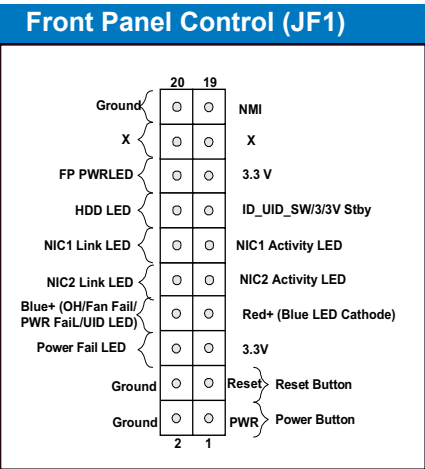 Front Panel Control (JF1)
20 19
Ground NMI
X X
FP PWRLED 3.3 V
HDD LED ID_UID_SW/3/3V Stby
NIC1 Link LED NIC1 Activity LED
NIC2 Link LED NIC2 Activity LED
Blue+ (OH/Fan Fail/
PWR FaiL/UID LED)
Red+ (Blue LED Cathode)
Power Fail LED 3.3V
Ground Reset Reset Button
Ground PWR Power Button
2 1